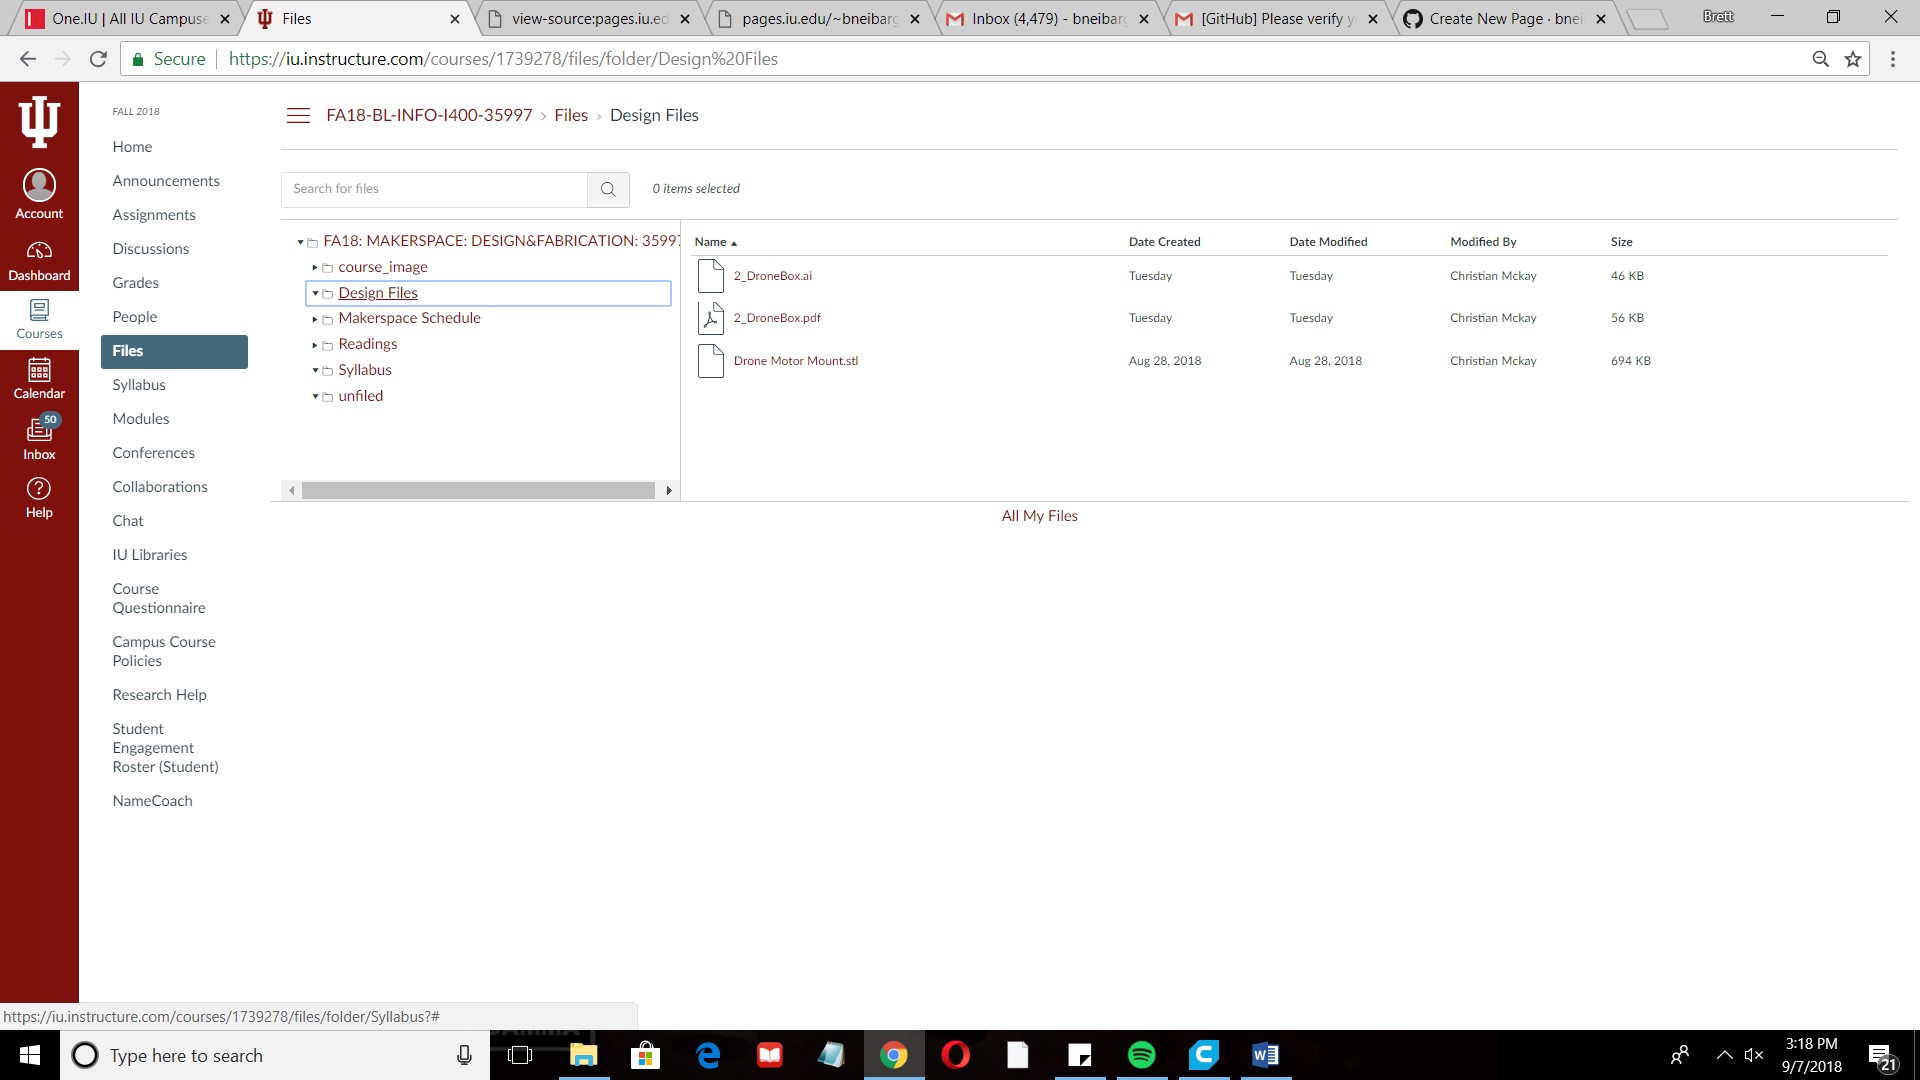 One.IU | All IU Campuse
Files
view-source:pages.iu.ed
pages.iu.edu/~bneibarg
Inbox (4,479) - bneibarg
[GitHub] Please verify y
Create New Page · bnei
Brett
Secure
https://iu.instructure.com/courses/1739278/files/folder/Design%20Files
Account
Dashboard
Courses
Calendar
50
Inbox
Help
FALL 2018
Home
Announcements
Assignments
Discussions
Grades
People
Files
Syllabus
Modules
Conferences
Collaborations
Chat
IU Libraries
Course
Questionnaire
Campus Course
Policies
Research Help
Student
Engagement
Roster (Student)
NameCoach
FA18-BL-INFO-I400-35997 › Files › Design Files
Search for files
0 items selected
FA18: MAKERSPACE: DESIGN&FABRICATION: 35997
course_image
Design Files
Makerspace Schedule
Readings
Syllabus
unfiled
Name Date Created Date Modified Modified By Size
2_DroneBox.ai Tuesday Tuesday Christian Mckay 46 KB
2_DroneBox.pdf Tuesday Tuesday Christian Mckay 56 KB
Drone Motor Mount.stl Aug 28, 2018 Aug 28, 2018 Christian Mckay 694 KB
All My Files
https://iu.instructure.com/courses/1739278/files/folder/Syllabus?#
Type here to search
3:18 PM
9/7/2018
21